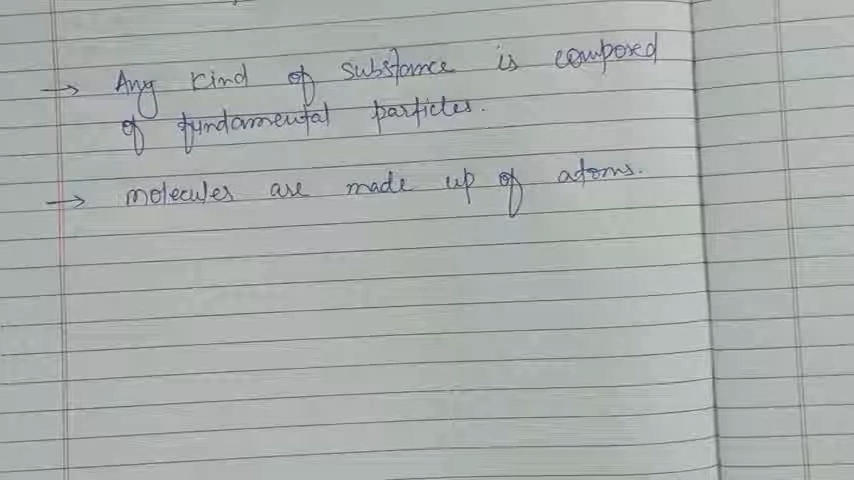 → Any kind of substance is composed
of fundamental particles.
→ molecules are made up of atoms.